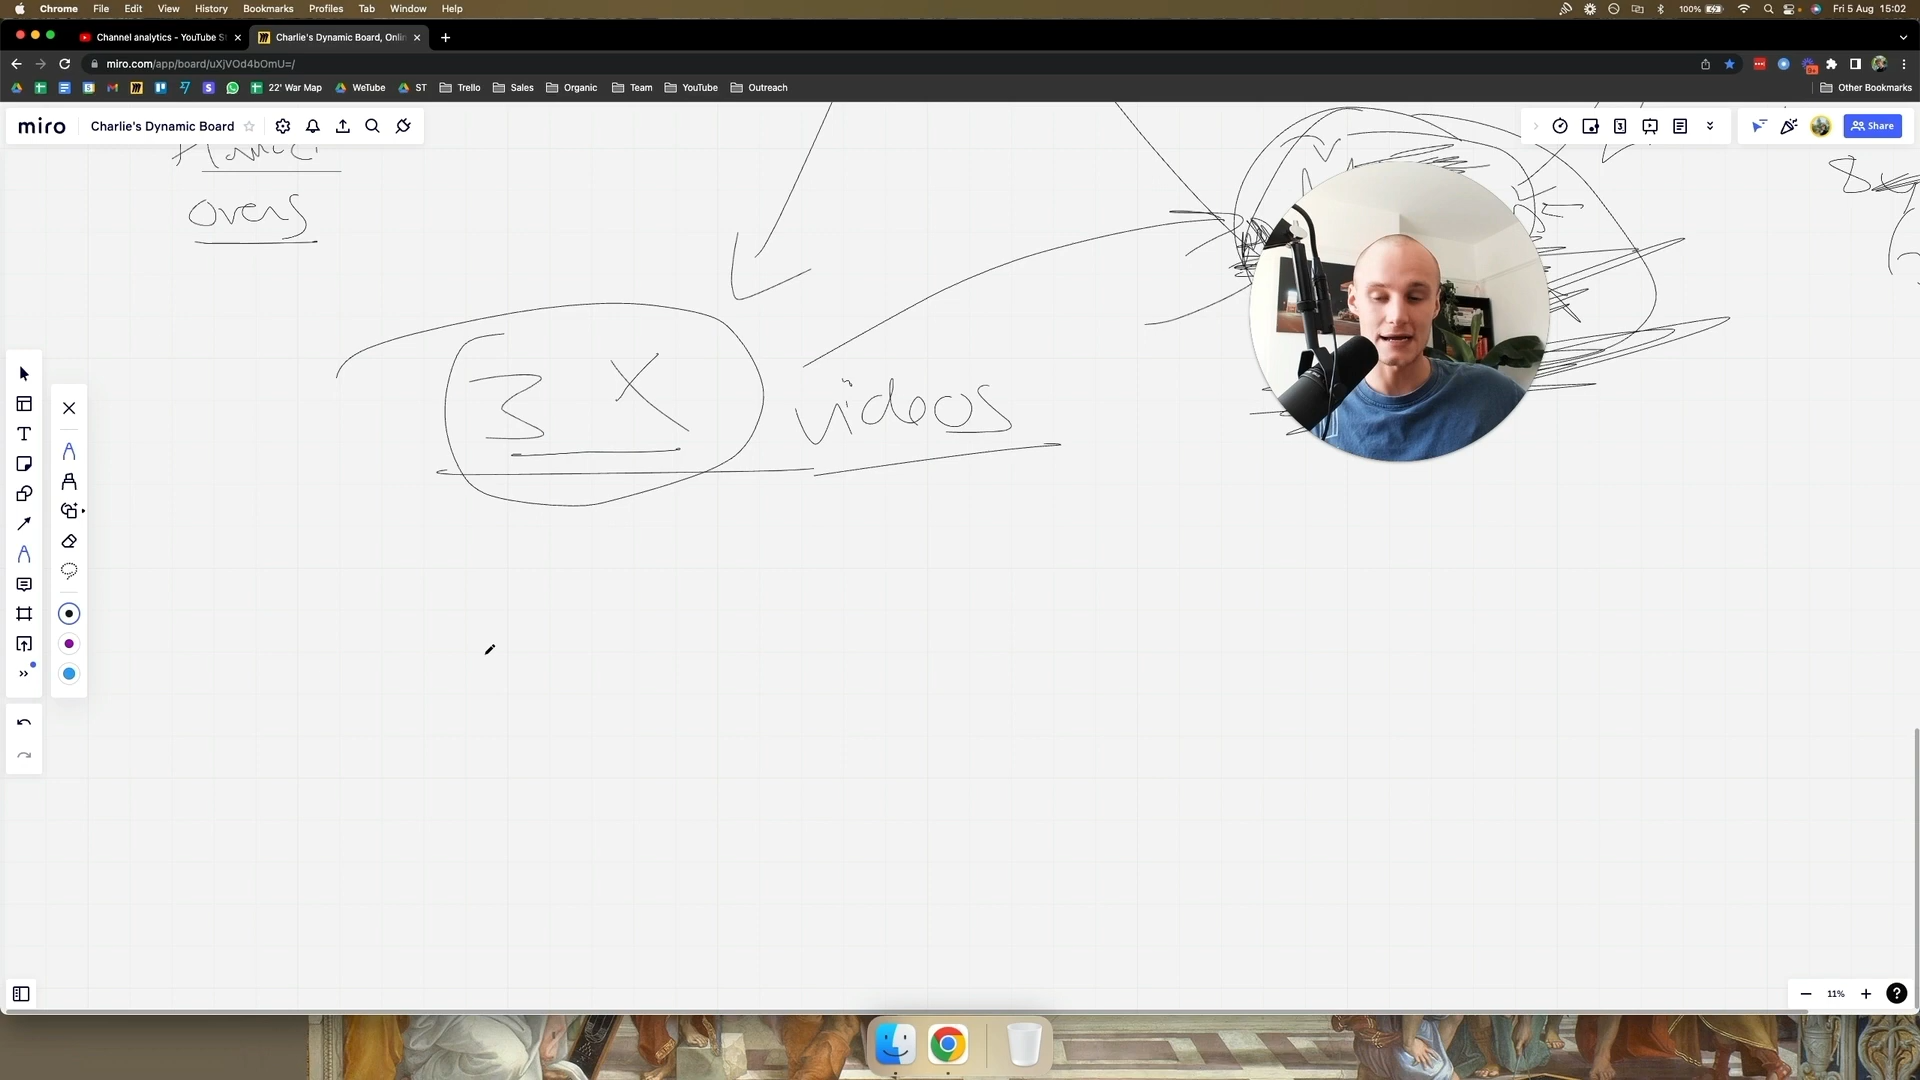 Chrome File Edit View History Bookmarks Profiles Tab Window Help 100% Fri 5 Aug 15:02
Channel analytics - YouTube S Charlie's Dynamic Board, Onlin
miro.com/app/board/uXjVOd4bOmU=/
22' War Map WeTube ST Trello Sales Organic Team YouTube Outreach Other Bookmarks
miro Charlie's Dynamic Board Share
overs
3 X videos
11%